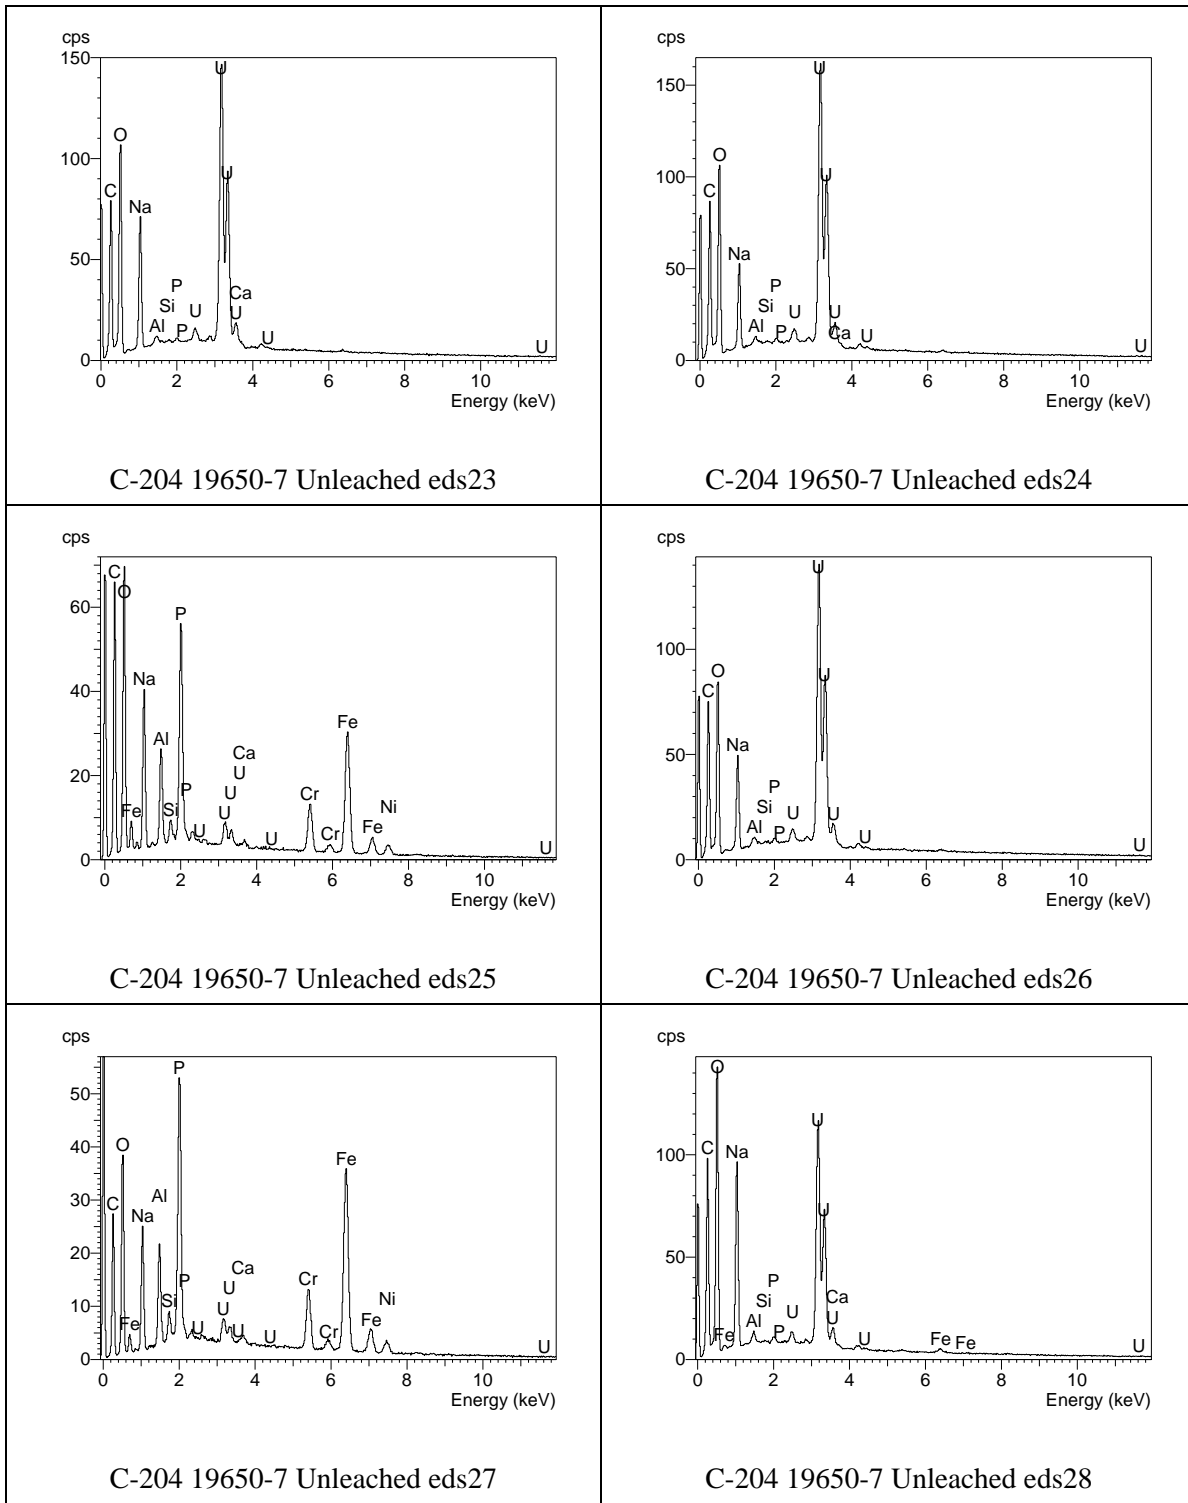 cps
150
100
50
0
C
O
Na
Al
Si
P
P
U
U
U
Ca
U
U
U
0 2 4 6 8 10
Energy (keV)
C-204 19650-7 Unleached eds23
cps
150
100
50
0
C
O
Na
Al
Si
P
P
U
U
U
U
Ca
U
U
0 2 4 6 8 10
Energy (keV)
C-204 19650-7 Unleached eds24
cps
60
40
20
0
C
O
Fe
Na
Al
Si
P
P
U
U
U
U
Ca
U
Cr
Cr
Fe
Fe
Ni
U
0 2 4 6 8 10
Energy (keV)
C-204 19650-7 Unleached eds25
cps
100
50
0
C
O
Na
Al
Si
P
P
U
U
U
U
U
U
0 2 4 6 8 10
Energy (keV)
C-204 19650-7 Unleached eds26
cps
50
40
30
20
10
0
C
O
Fe
Na
Al
Si
P
P
U
U
U
Ca
U
U
Cr
Cr
Fe
Fe
Ni
U
0 2 4 6 8 10
Energy (keV)
C-204 19650-7 Unleached eds27
cps
100
50
0
C
O
Fe
Na
Al
Si
P
P
U
U
U
Ca
U
U
Fe
Fe
U
0 2 4 6 8 10
Energy (keV)
C-204 19650-7 Unleached eds28